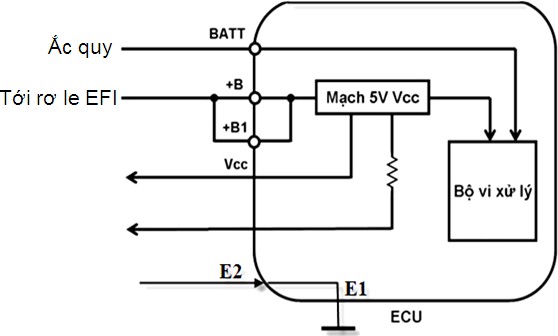 Ắc quy
BATT
Tới rơ le EFI
+B
Mạch 5V Vcc
+B1
Vcc
Bộ vi xử lý
E2
E1
ECU